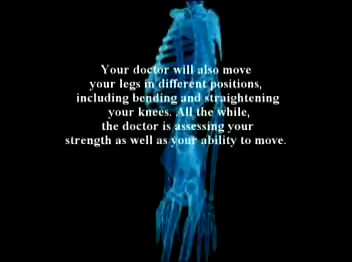 Your doctor will also move
your legs in different positions,
including bending and straightening
your knees. All the while,
the doctor is assessing your
strength as well as your ability to move.